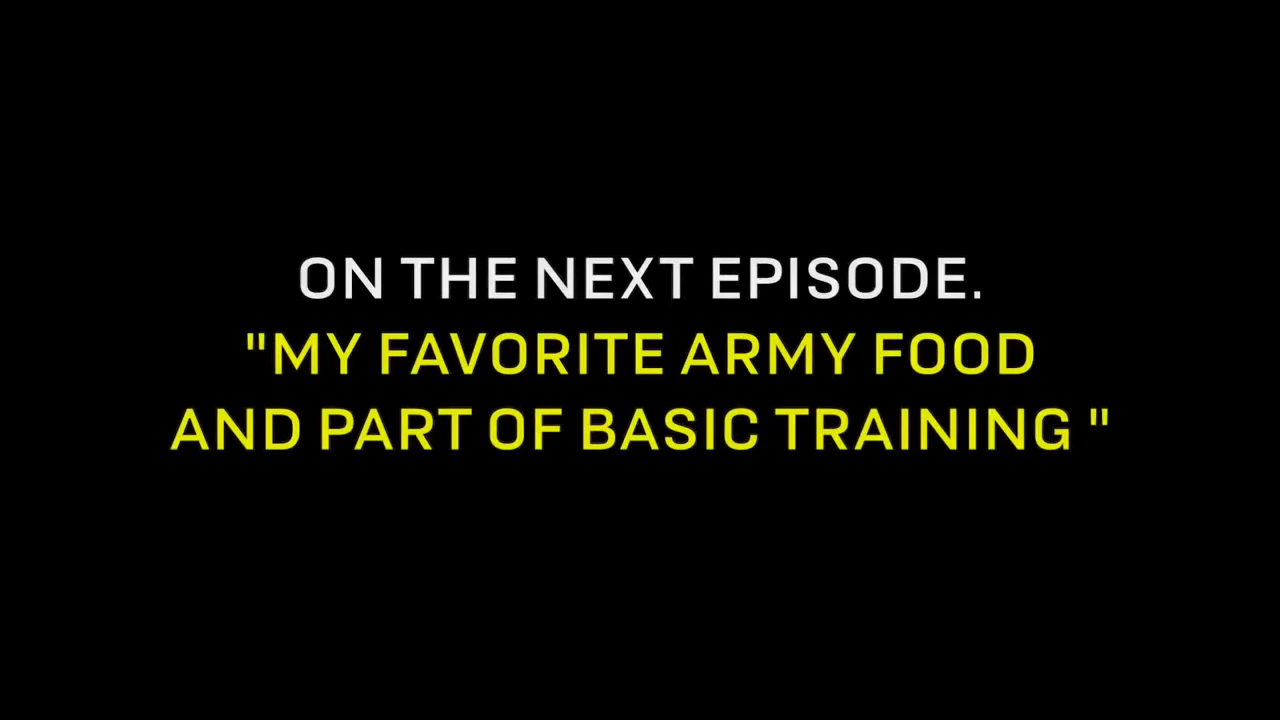 ON THE NEXT EPISODE.
"MY FAVORITE ARMY FOOD
AND PART OF BASIC TRAINING "